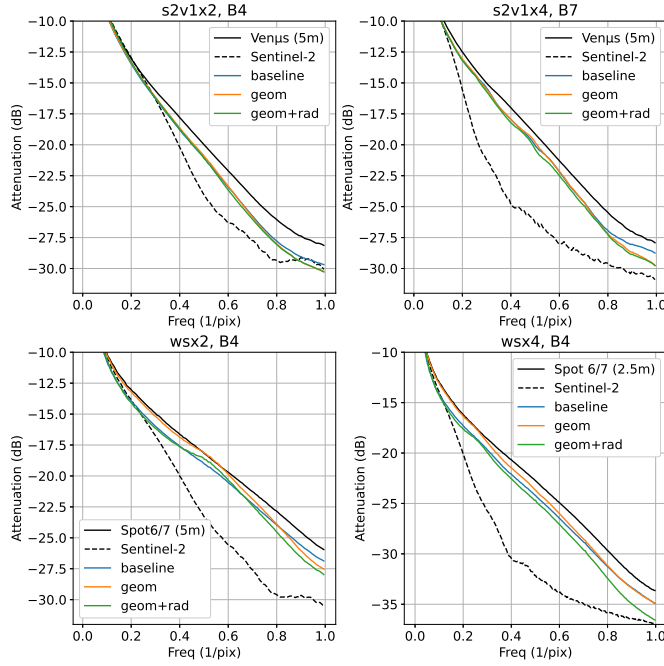 s2v1x2, B4
−10.0
−12.5
−15.0
−17.5
−20.0
−22.5
−25.0
−27.5
−30.0
Attenuation (dB)
Venμs (5m)
Sentinel-2
baseline
geom
geom+rad
0.0 0.2 0.4 0.6 0.8 1.0
Freq (1/pix)
s2v1x4, B7
−10.0
−12.5
−15.0
−17.5
−20.0
−22.5
−25.0
−27.5
−30.0
Attenuation (dB)
Venμs (5m)
Sentinel-2
baseline
geom
geom+rad
0.0 0.2 0.4 0.6 0.8 1.0
Freq (1/pix)
wsx2, B4
−10.0
−12.5
−15.0
−17.5
−20.0
−22.5
−25.0
−27.5
−30.0
Attenuation (dB)
Spot6/7 (5m)
Sentinel-2
baseline
geom
geom+rad
0.0 0.2 0.4 0.6 0.8 1.0
Freq (1/pix)
wsx4, B4
−10
−15
−20
−25
−30
−35
Attenuation (dB)
Spot 6/7 (2.5m)
Sentinel-2
baseline
geom
geom+rad
0.0 0.2 0.4 0.6 0.8 1.0
Freq (1/pix)